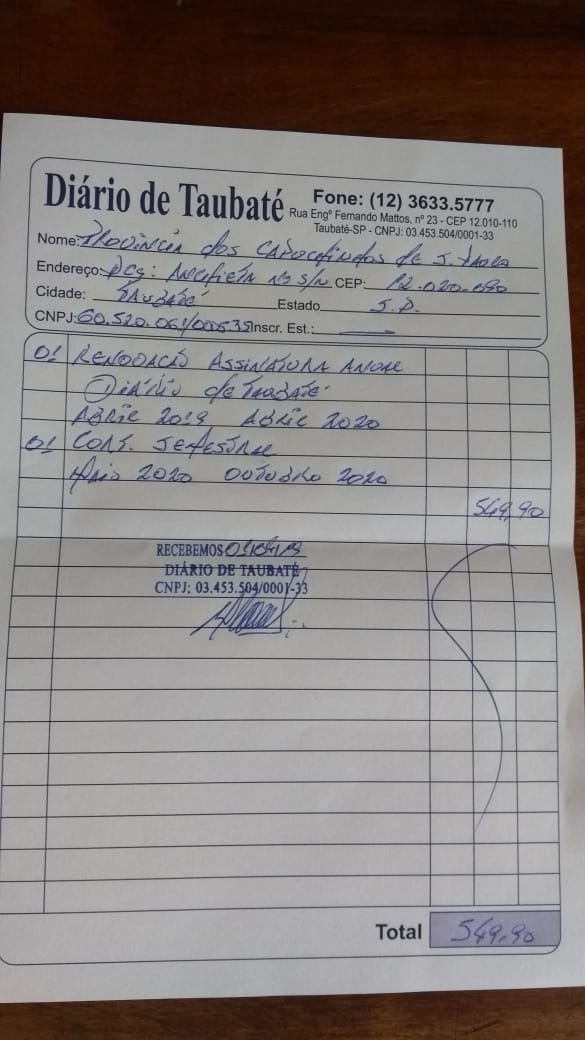 Diário de Taubaté
Fone: (12) 3633.5777
Rua Engº Fernando Mattos, nº 23 - CEP 12.010-110
Taubaté-SP - CNPJ: 03.453.504/0001-33
Nome: Província dos Capuchinhos de S. Paulo
Endereço: Pça: Anchieta Nº S/N CEP: 12.020.090
Cidade: Taubaté Estado S.P.
CNPJ: 60.520.061/000535 Inscr. Est.:
01 Renovação Assinatura Anual
Diário de Taubaté
Abril 2019 Abril 2020
01 Cort. Semestral
Maio 2020 Outubro 2020
549,90
RECEBEMOS
DIÁRIO DE TAUBATÉ
CNPJ: 03.453.504/0001-33
Total 549,90